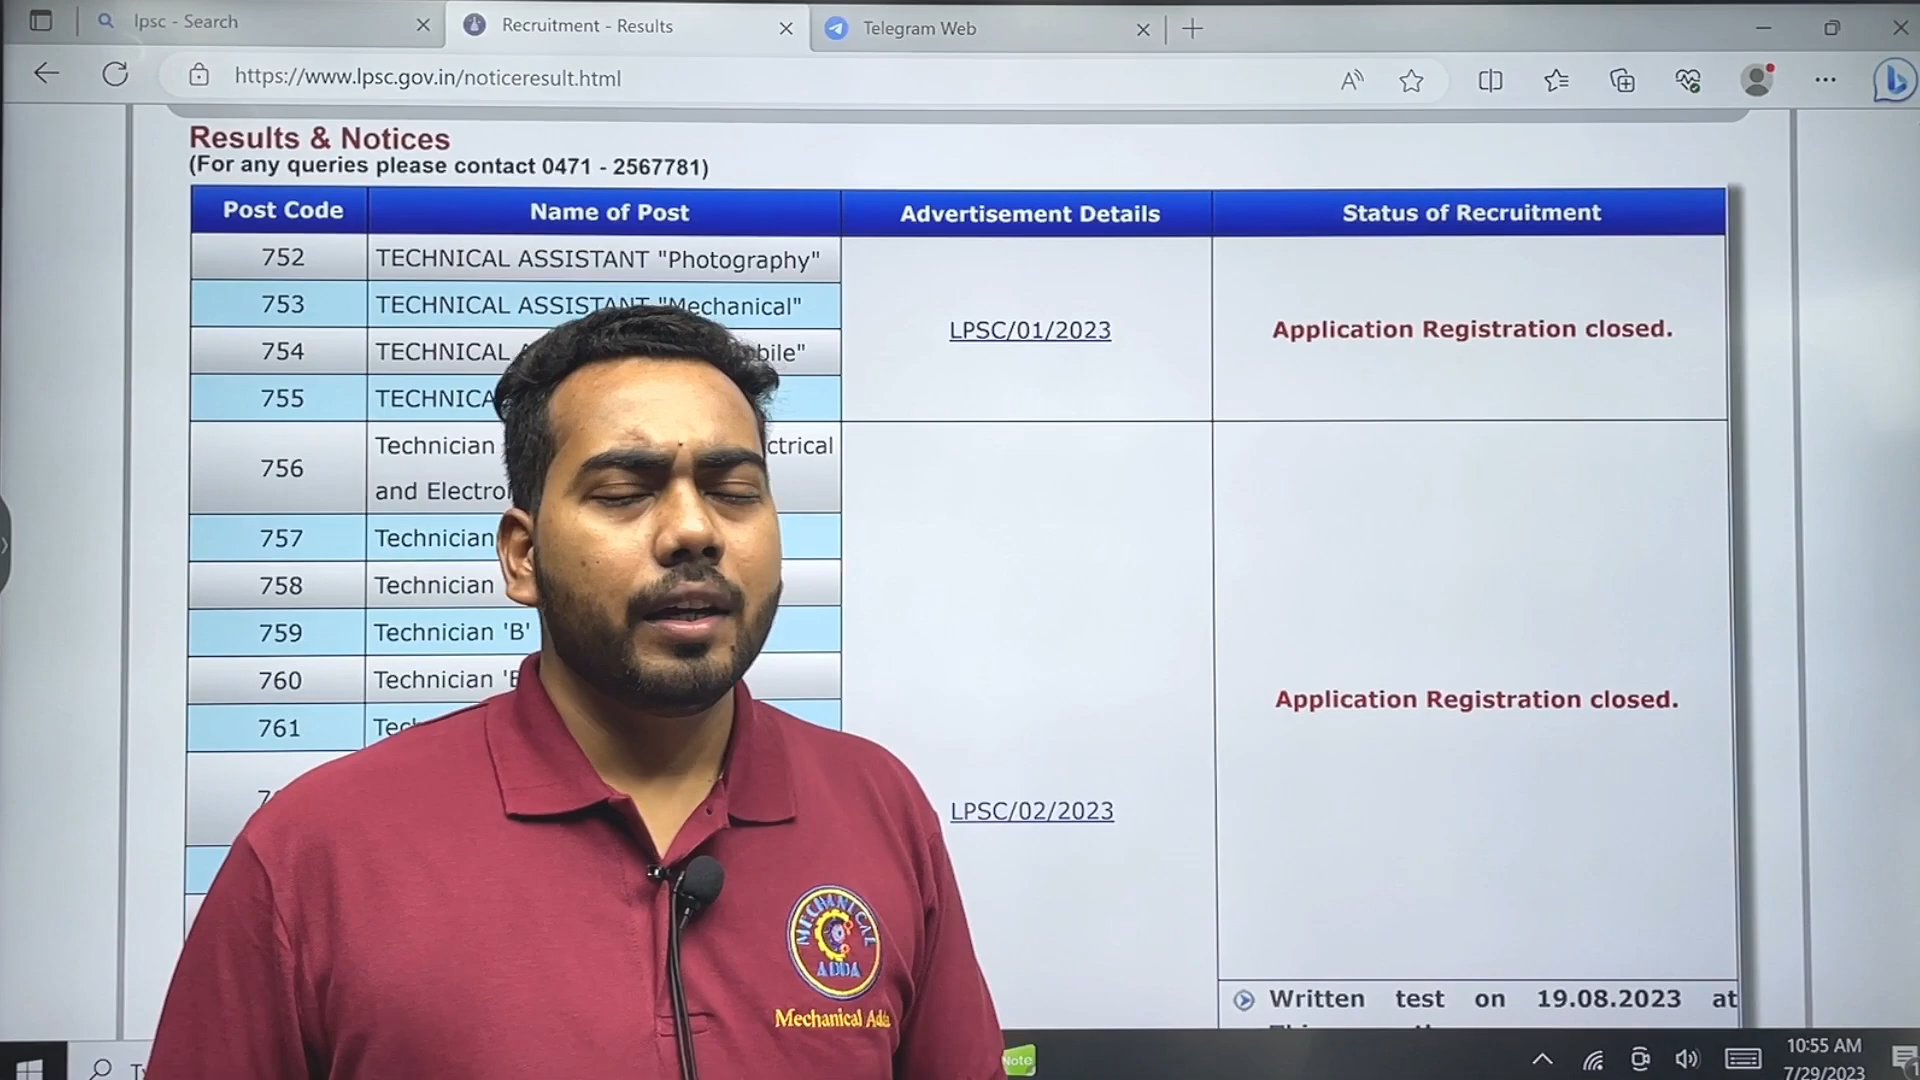 lpsc - Search
Recruitment - Results
Telegram Web
https://www.lpsc.gov.in/noticeresult.html
Results & Notices
(For any queries please contact 0471 - 2567781)
Post Code
Name of Post
Advertisement Details
Status of Recruitment
752
TECHNICAL ASSISTANT "Photography"
753
TECHNICAL ASSISTANT "Mechanical"
754
TECHNICAL
755
LPSC/01/2023
Application Registration closed.
756
Technician
and
757
Technician
758
Technician
759
Technician 'B'
760
Technician
761
LPSC/02/2023
Application Registration closed.
Written test on 19.08.2023 at
MECHANICAL
ADDA
Mechanical Adda
Note
10:55 AM
7/29/2023